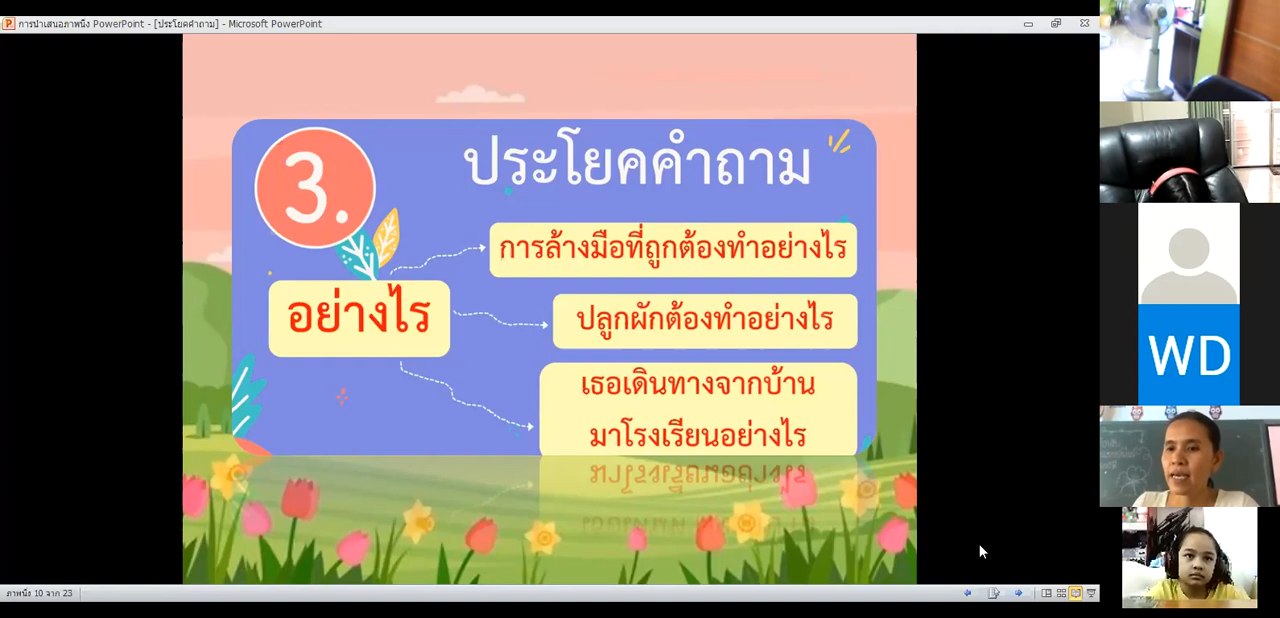 การนำเสนอภาพนิ่ง PowerPoint - [ประโยคคำถาม] - Microsoft PowerPoint
3.
ประโยคคำถาม
อย่างไร
การล้างมือที่ถูกต้องทำอย่างไร
ปลูกผักต้องทำอย่างไร
เธอเดินทางจากบ้าน
มาโรงเรียนอย่างไร
WD
ภาพนิ่ง 10 จาก 23